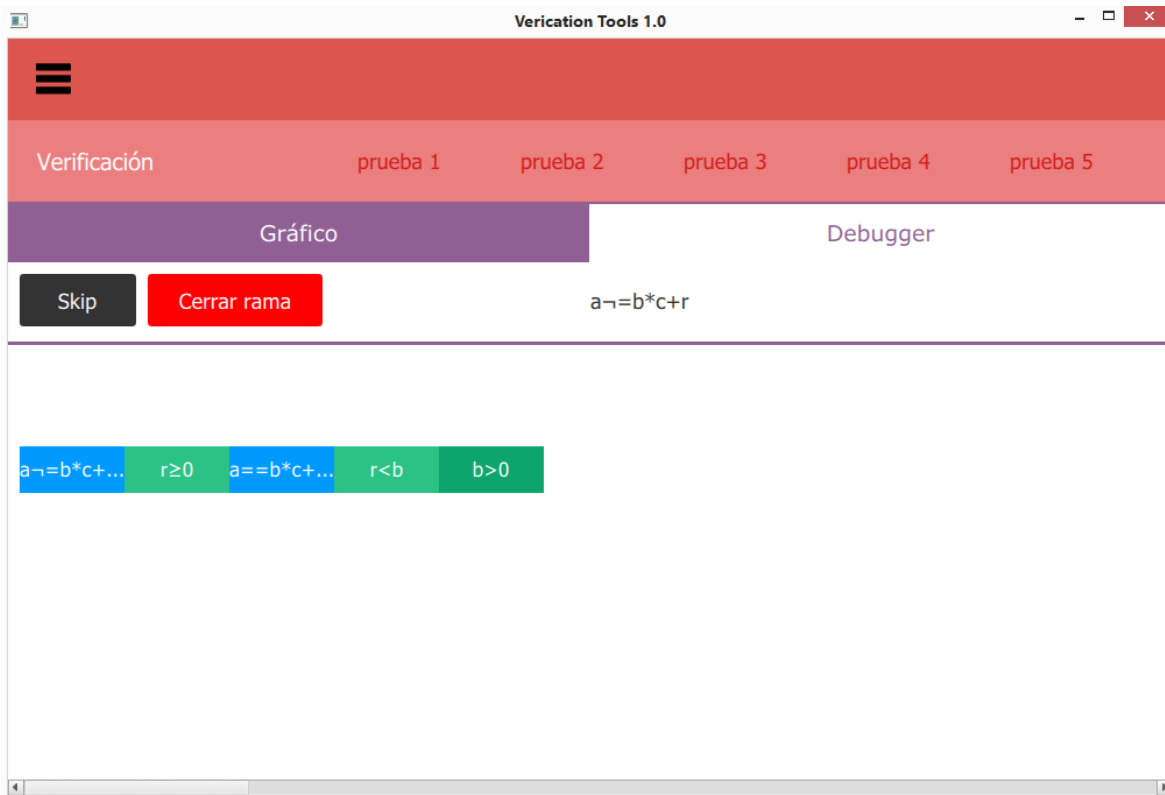 Verication Tools 1.0
Verificación prueba 1 prueba 2 prueba 3 prueba 4 prueba 5
Gráfico Debugger
Skip Cerrar rama a¬=b*c+r
a¬=b*c+... r≥0 a==b*c+... r<b b>0